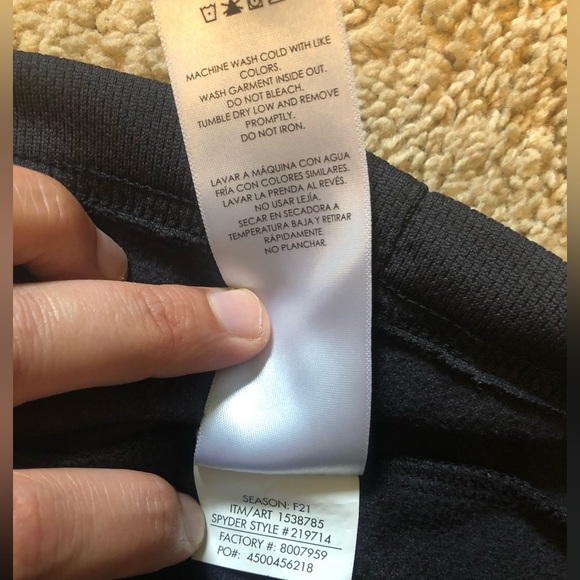 MACHINE WASH COLD WITH LIKE
COLORS.
WASH GARMENT INSIDE OUT.
DO NOT BLEACH.
TUMBLE DRY LOW AND REMOVE
PROMPTLY.
DO NOT IRON.
LAVAR A MÁQUINA CON AGUA
FRÍA CON COLORES SIMILARES.
LAVAR LA PRENDA AL REVÉS.
NO USAR LEJÍA.
SECAR EN SECADORA A
TEMPERATURA BAJA Y RETIRAR
RÁPIDAMENTE
NO PLANCHAR.
SEASON: F21
ITM/ART 1538785
SPYDER STYLE #219714
FACTORY #: 8007959
PO#: 4500456218